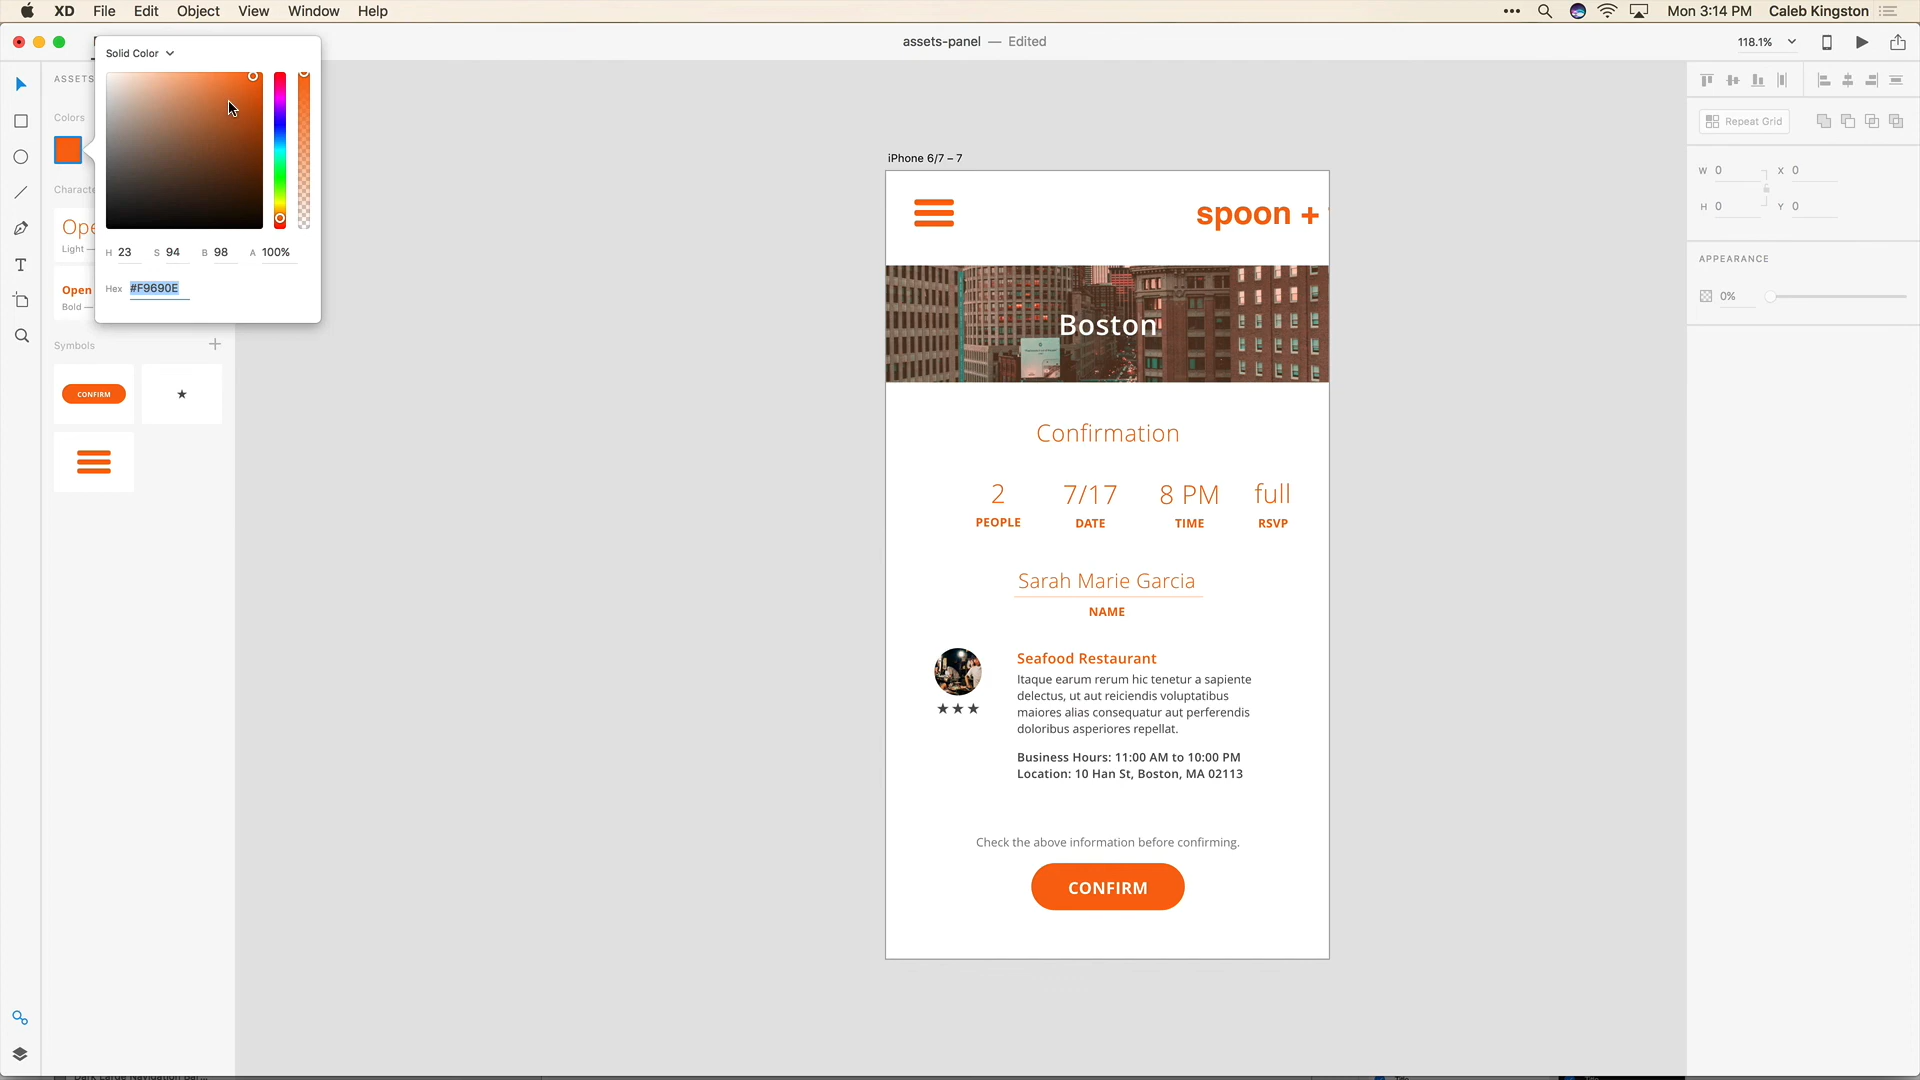 XD File Edit Object View Window Help
Mon 3:14 PM Caleb Kingston
assets-panel — Edited
118.1%
Solid Color
ASSETS
Colors
H 23 S 94 B 98 A 100%
Hex #F9690E
Light —
Open
Bold —
Symbols
CONFIRM
iPhone 6/7 – 7
spoon +
Boston
Confirmation
2 7/17 8 PM full
PEOPLE DATE TIME RSVP
Sarah Marie Garcia
NAME
Seafood Restaurant
Itaque earum rerum hic tenetur a sapiente
delectus, ut aut reiciendis voluptatibus
maiores alias consequatur aut perferendis
doloribus asperiores repellat.
Business Hours: 11:00 AM to 10:00 PM
Location: 10 Han St, Boston, MA 02113
Check the above information before confirming.
CONFIRM
Repeat Grid
W 0 X 0
H 0 Y 0
APPEARANCE
0%